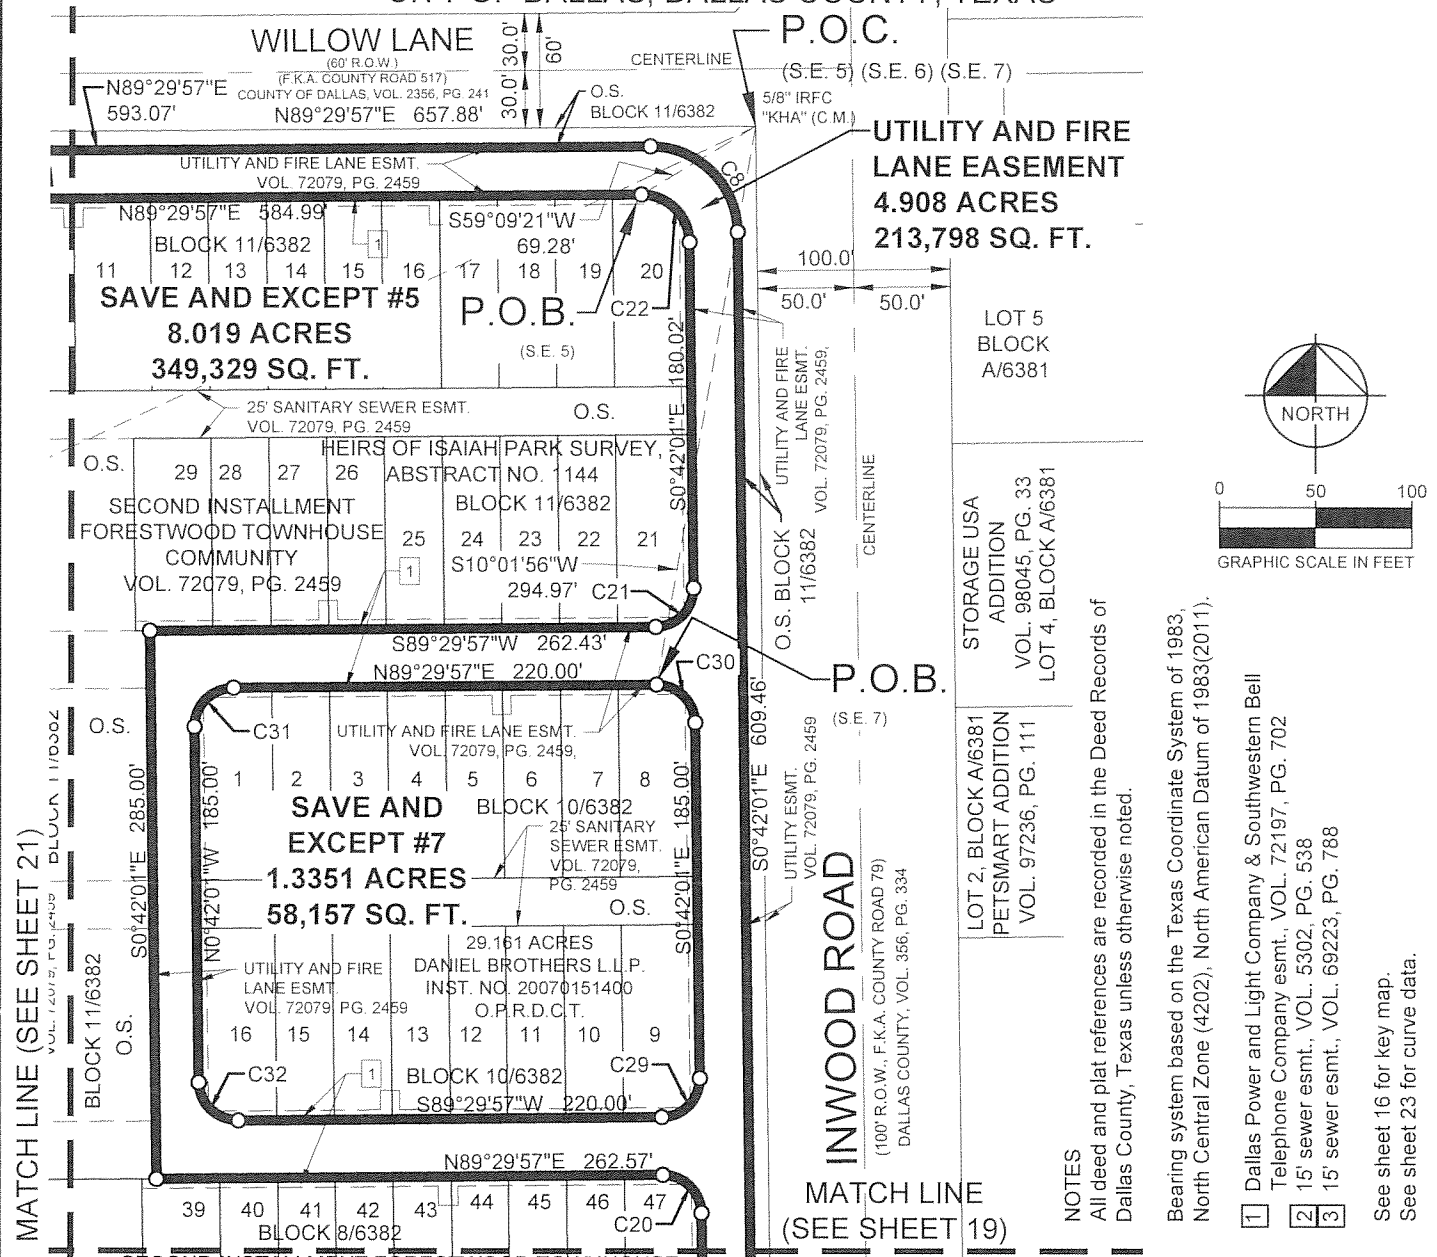 CITY OF DALLAS, DALLAS COUNTY, TEXAS
WILLOW LANE
(60' R.O.W.)
(F.K.A. COUNTY ROAD 517)
COUNTY OF DALLAS, VOL. 2356, PG. 241
N89°29'57"E 657.88'
N89°29'57"E
593.07'
30.0'
30.0'
60'
CENTERLINE
P.O.C.
(S.E. 5) (S.E. 6) (S.E. 7)
O.S.
BLOCK 11/6382
5/8" IRFC
"KHA" (C.M.)
UTILITY AND FIRE
LANE EASEMENT
4.908 ACRES
213,798 SQ. FT.
C8
UTILITY AND FIRE LANE ESMT.
VOL. 72079, PG. 2459
N89°29'57"E 584.99'
S59°09'21"W
69.28'
BLOCK 11/6382
1
11 12 13 14 15 16 17 18 19 20
SAVE AND EXCEPT #5
8.019 ACRES
349,329 SQ. FT.
P.O.B.
(S.E. 5)
C22
100.0'
50.0' 50.0'
LOT 5
BLOCK
A/6381
S0°42'01"E 180.02'
UTILITY AND FIRE
LANE ESMT.
VOL. 72079, PG. 2459,
25' SANITARY SEWER ESMT.
VOL. 72079, PG. 2459
O.S.
O.S.
HEIRS OF ISAIAH PARK SURVEY,
ABSTRACT NO. 1144
BLOCK 11/6382
29 28 27 26
SECOND INSTALLMENT
FORESTWOOD TOWNHOUSE
COMMUNITY
VOL. 72079, PG. 2459
25 24 23 22 21
1
S10°01'56"W
294.97'
C21
O.S. BLOCK
11/6382
CENTERLINE
STORAGE USA
ADDITION
VOL. 98045, PG. 33
LOT 4, BLOCK A/6381
NORTH
0 50 100
GRAPHIC SCALE IN FEET
S89°29'57"W 262.43'
N89°29'57"E 220.00'
C30
P.O.B.
(S.E. 7)
C31
UTILITY AND FIRE LANE ESMT.
VOL. 72079, PG. 2459,
O.S.
BLOCK 11/6382
VOL. 72079, PG. 2459
1 2 3 4 5 6 7 8
SAVE AND
EXCEPT #7
1.3351 ACRES
58,157 SQ. FT.
BLOCK 10/6382
25' SANITARY
SEWER ESMT.
VOL. 72079,
PG. 2459
O.S.
S0°42'01"E 285.00'
N0°42'01"W 185.00'
S0°42'01"E 185.00'
S0°42'01"E 609.46'
UTILITY ESMT.
VOL. 72079, PG. 2459
LOT 2, BLOCK A/6381
PETSMART ADDITION
VOL. 97236, PG. 111
29.161 ACRES
DANIEL BROTHERS L.L.P.
INST. NO. 20070151400
O.P.R.D.C.T.
UTILITY AND FIRE
LANE ESMT.
VOL. 72079, PG. 2459
BLOCK 11/6382
O.S.
16 15 14 13 12 11 10 9
C32
1
BLOCK 10/6382
C29
S89°29'57"W 220.00'
INWOOD ROAD
(100' R.O.W., F.K.A. COUNTY ROAD 79)
DALLAS COUNTY, VOL. 356, PG. 334
N89°29'57"E 262.57'
39 40 41 42 43 44 45 46 47
BLOCK 8/6382
C20
MATCH LINE
(SEE SHEET 19)
MATCH LINE (SEE SHEET 21)
SECOND INSTALLMENT FORESTWOOD TOWNHOUSE
NOTES
All deed and plat references are recorded in the Deed Records of
Dallas County, Texas unless otherwise noted.
Bearing system based on the Texas Coordinate System of 1983,
North Central Zone (4202), North American Datum of 1983(2011).
1 Dallas Power and Light Company & Southwestern Bell
Telephone Company esmt., VOL. 72197, PG. 702
2 15' sewer esmt., VOL. 5302, PG. 538
3 15' sewer esmt., VOL. 69223, PG. 788
See sheet 16 for key map.
See sheet 23 for curve data.